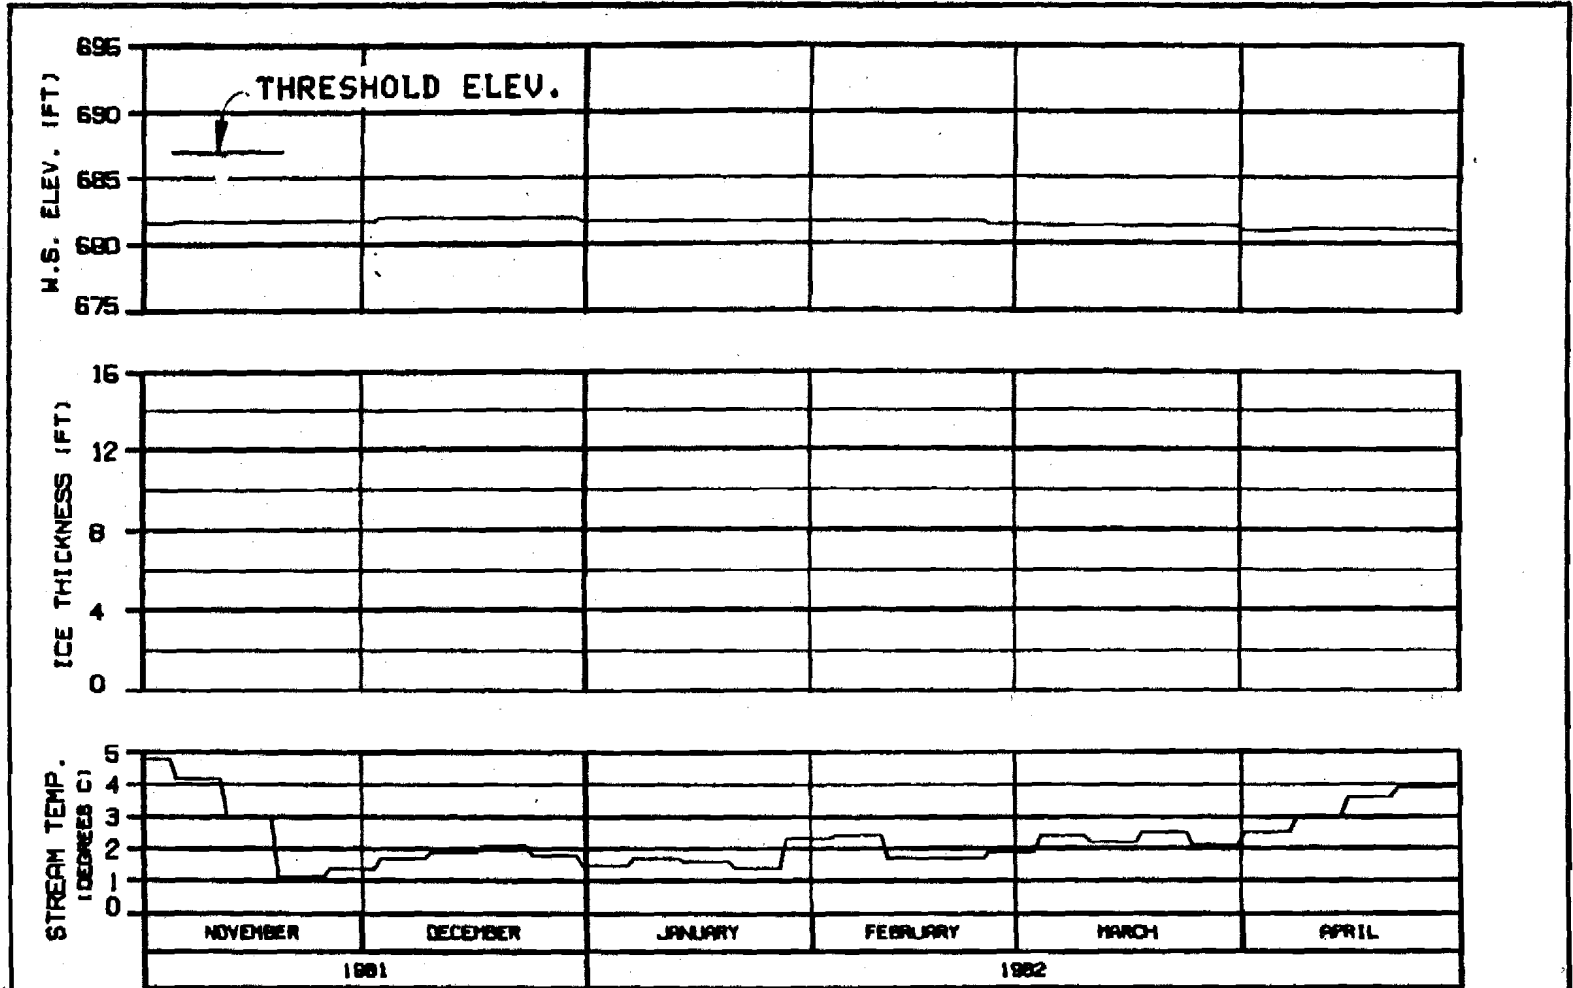 695
THRESHOLD ELEV.
690
685
680
675
W.S. ELEV. (FT)
16
12
8
4
0
ICE THICKNESS (FT)
5
4
3
2
1
0
STREAM TEMP.
(DEGREES C)
NOVEMBER DECEMBER JANUARY FEBRUARY MARCH APRIL
1981 1982